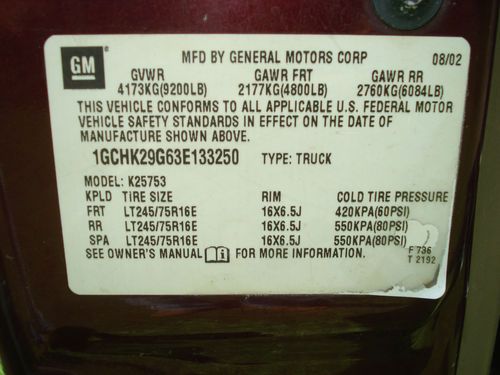 GM
MFD BY GENERAL MOTORS CORP 08/02
GVWR GAWR FRT GAWR RR
4173KG(9200LB) 2177KG(4800LB) 2760KG(6084LB)
THIS VEHICLE CONFORMS TO ALL APPLICABLE U.S. FEDERAL MOTOR
VEHICLE SAFETY STANDARDS IN EFFECT ON THE DATE OF
MANUFACTURE SHOWN ABOVE.
1GCHK29G63E133250 TYPE: TRUCK
MODEL: K25753
KPLD TIRE SIZE RIM COLD TIRE PRESSURE
FRT LT245/75R16E 16X6.5J 420KPA(60PSI)
RR LT245/75R16E 16X6.5J 550KPA(80PSI)
SPA LT245/75R16E 16X6.5J 550KPA(80PSI)
SEE OWNER'S MANUAL FOR MORE INFORMATION.
F 736
T 2192